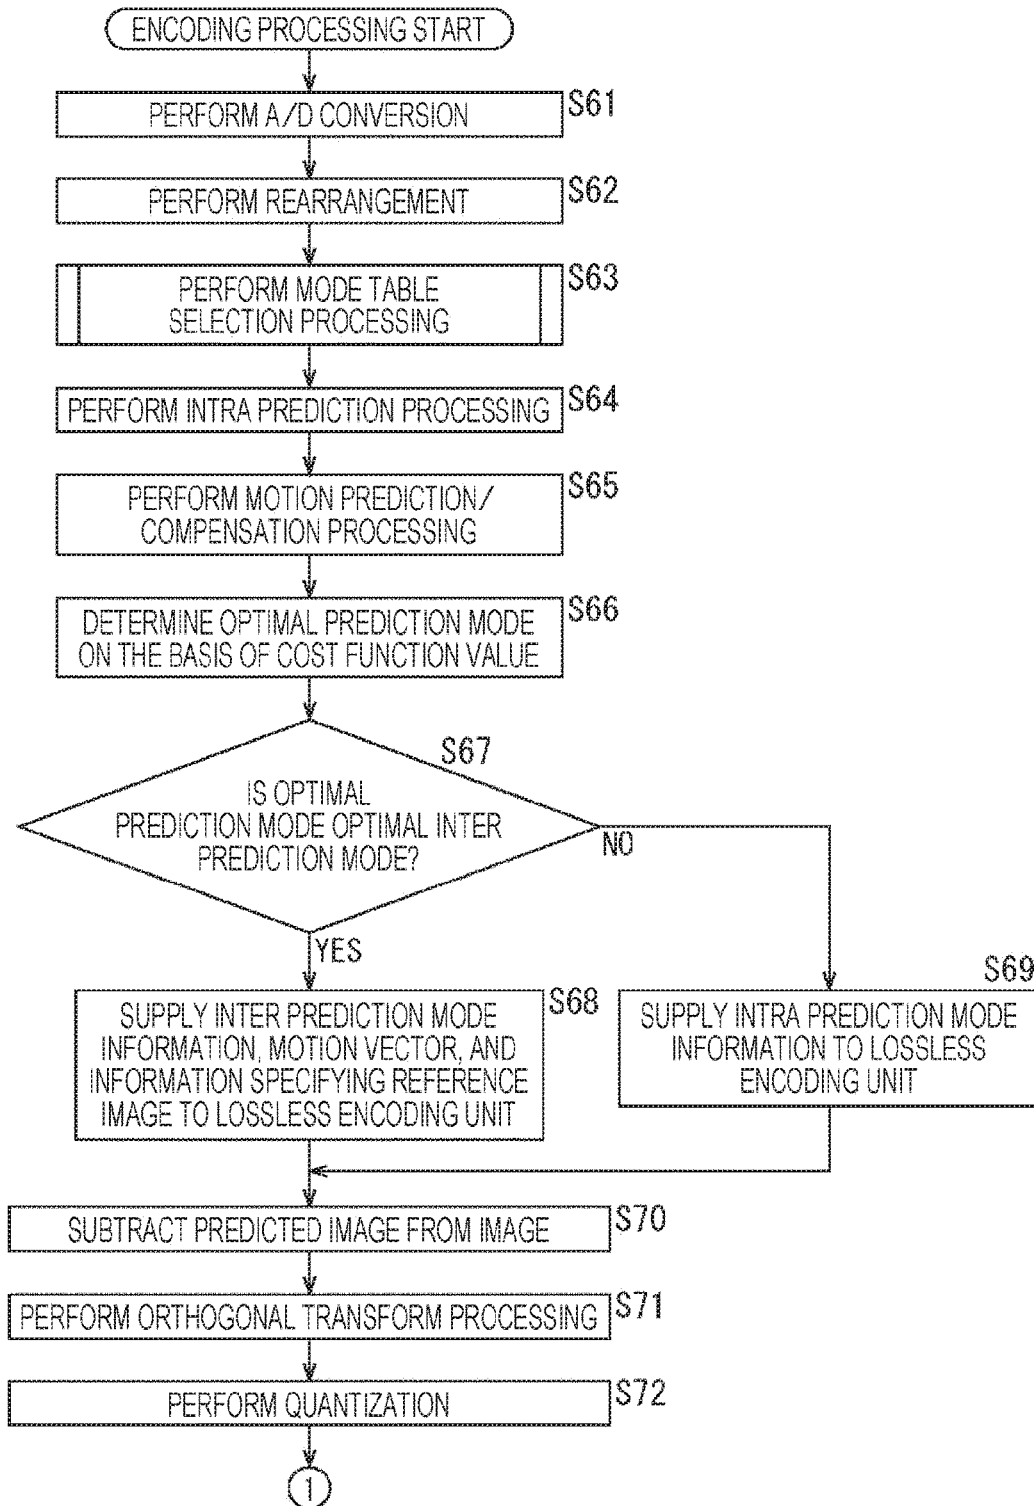 ENCODING PROCESSING START
PERFORM A/D CONVERSION
S61
PERFORM REARRANGEMENT
S62
PERFORM MODE TABLE
SELECTION PROCESSING
S63
PERFORM INTRA PREDICTION PROCESSING
S64
PERFORM MOTION PREDICTION/
COMPENSATION PROCESSING
S65
DETERMINE OPTIMAL PREDICTION MODE
ON THE BASIS OF COST FUNCTION VALUE
S66
S67
IS OPTIMAL
PREDICTION MODE OPTIMAL INTER
PREDICTION MODE?
NO
YES
SUPPLY INTER PREDICTION MODE
INFORMATION, MOTION VECTOR, AND
INFORMATION SPECIFYING REFERENCE
IMAGE TO LOSSLESS ENCODING UNIT
S68
S69
SUPPLY INTRA PREDICTION MODE
INFORMATION TO LOSSLESS
ENCODING UNIT
SUBTRACT PREDICTED IMAGE FROM IMAGE
S70
PERFORM ORTHOGONAL TRANSFORM PROCESSING
S71
PERFORM QUANTIZATION
S72
1